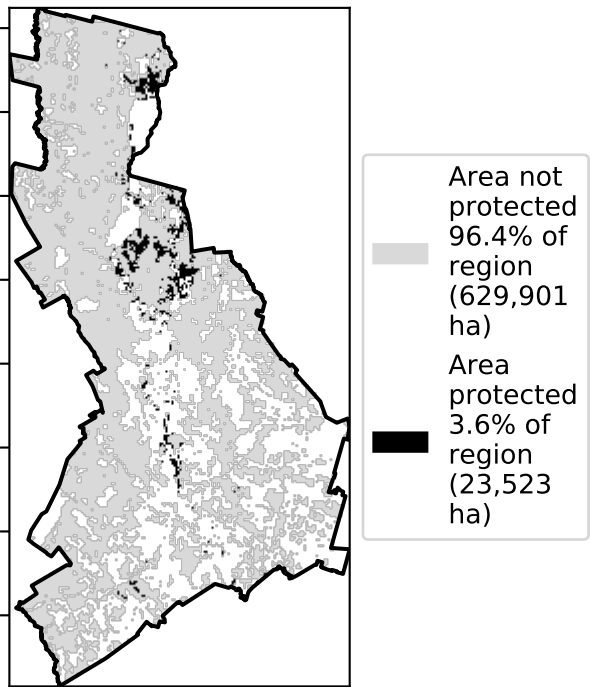 Area not
protected
96.4% of
region
(629,901
ha)
Area
protected
3.6% of
region
(23,523
ha)